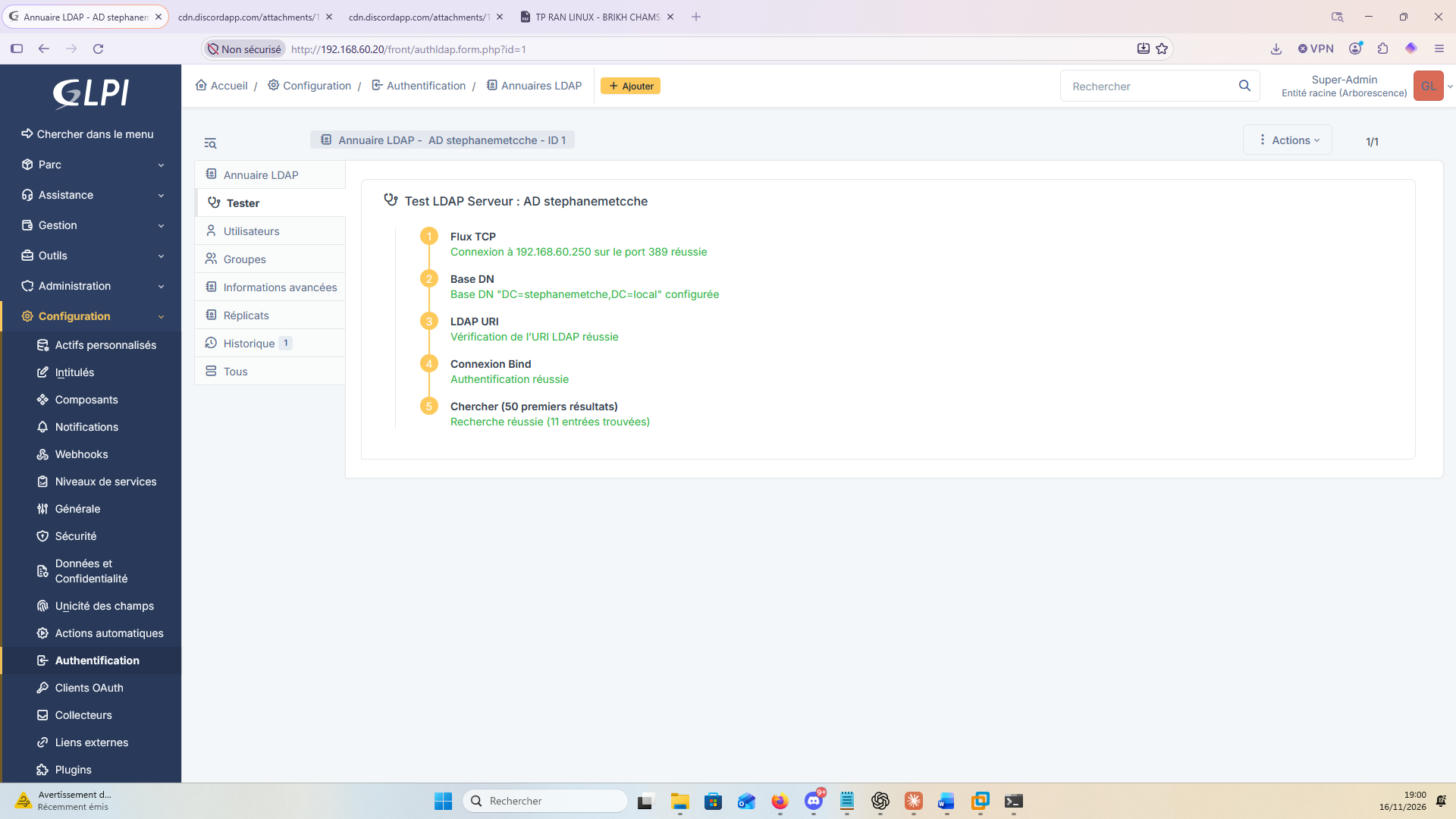 Annuaire LDAP - AD stephanem
cdn.discordapp.com/attachments/1
cdn.discordapp.com/attachments/1
TP RAN LINUX - BRIKH CHAMS
Non sécurisé
http://192.168.60.20/front/authldap.form.php?id=1
VPN
GLPI
Accueil / Configuration / Authentification / Annuaires LDAP
+ Ajouter
Rechercher
Super-Admin
Entité racine (Arborescence)
GL
Chercher dans le menu
Parc
Assistance
Gestion
Outils
Administration
Configuration
Actifs personnalisés
Intitulés
Composants
Notifications
Webhooks
Niveaux de services
Générale
Sécurité
Données et
Confidentialité
Unicité des champs
Actions automatiques
Authentification
Clients OAuth
Collecteurs
Liens externes
Plugins
Annuaire LDAP - AD stephanemetcche - ID 1
Actions
1/1
Annuaire LDAP
Tester
Utilisateurs
Groupes
Informations avancées
Réplicats
Historique 1
Tous
Test LDAP Serveur : AD stephanemetcche
1 Flux TCP
Connexion à 192.168.60.250 sur le port 389 réussie
2 Base DN
Base DN "DC=stephanemetche,DC=local" configurée
3 LDAP URI
Vérification de l'URI LDAP réussie
4 Connexion Bind
Authentification réussie
5 Chercher (50 premiers résultats)
Recherche réussie (11 entrées trouvées)
Avertissement d...
Récemment émis
Rechercher
9+
19:00
16/11/2026